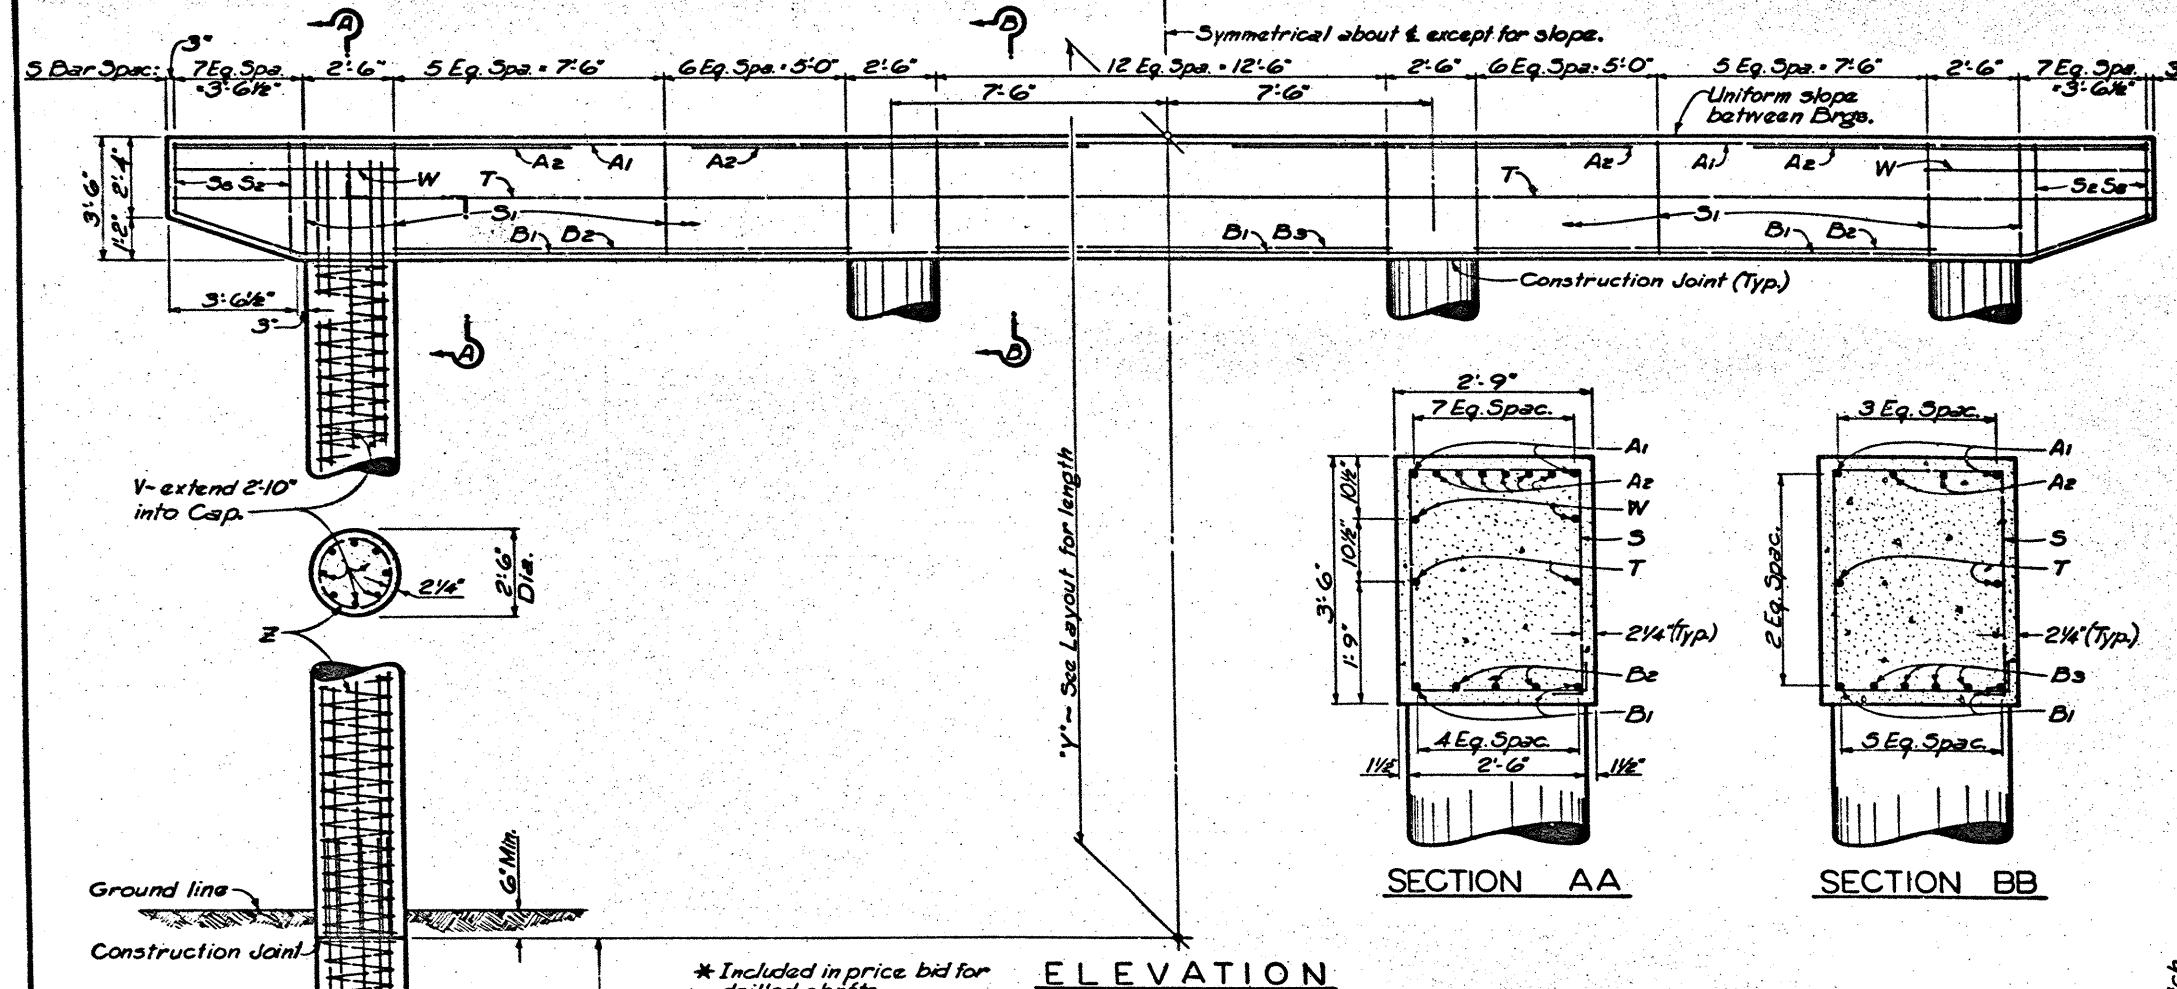 A
B
Symmetrical about ℄ except for slope.
S Bar Spac:
3"
7 Eq. Spa.
=3'-6½"
2'-6"
5 Eq. Spa. = 7'-6"
6 Eq. Spa. = 5'-0"
2'-6"
12 Eq. Spa. = 12'-6"
2'-6"
6 Eq. Spa. = 5'-0"
5 Eq. Spa. = 7'-6"
2'-6"
7 Eq. Spa.
=3'-6½"
3
7'-6"
7'-6"
Uniform slope
between Brgs.
3'-6"
2'-4"
1'-2"
A2
A1
A2
A2
A1
A2
W
T
T
W
S2
S2
S1
S1
B1
B2
B1
B3
B1
B2
Construction Joint (Typ.)
3'-6½"
3"
A
B
V- extend 2'-10"
into Cap.
2¼"
2'-6"
Dia.
Z
"Y" ~ See Layout for length
2'-9"
7 Eq. Spac.
A1
A2
W
S
T
2¼" (Typ.)
B2
B1
3'-6"
10½"
10½"
1'-9"
4 Eq. Spac.
1½"
2'-6"
1½"
SECTION AA
3 Eq. Spac.
A1
A2
S
T
2¼" (Typ.)
B3
B1
2 Eq. Spac.
5 Eq. Spac.
SECTION BB
Ground line
6" Min.
Construction Joint
* Included in price bid for
drilled shafts
ELEVATION